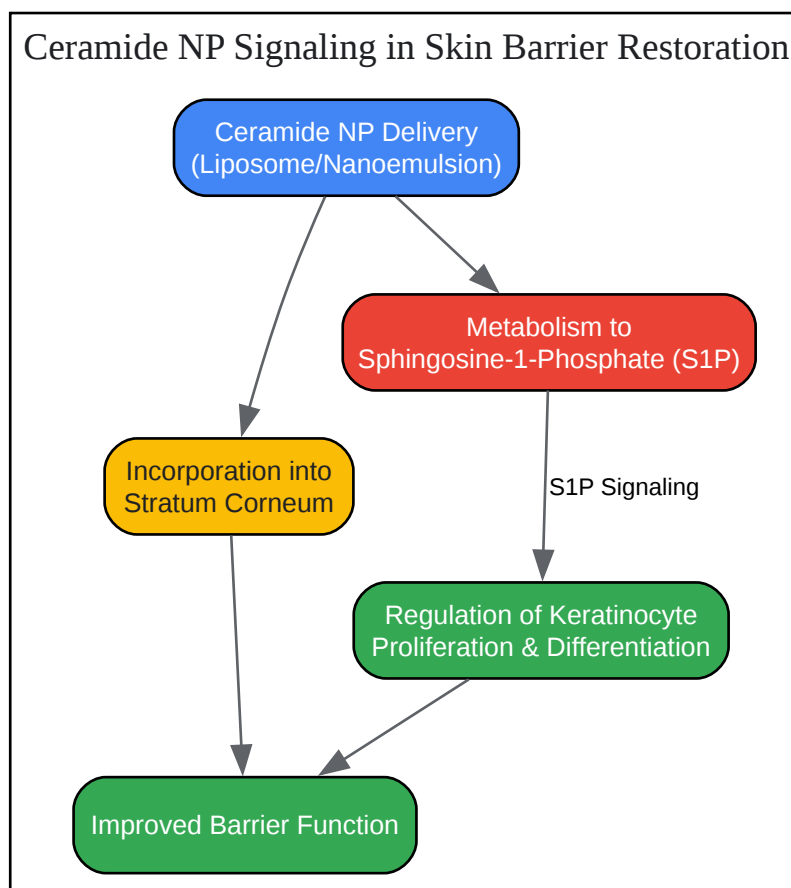 Ceramide NP Signaling in Skin Barrier Restoration
Ceramide NP Delivery
(Liposome/Nanoemulsion)
Metabolism to
Sphingosine-1-Phosphate (S1P)
Incorporation into
Stratum Corneum
S1P Signaling
Regulation of Keratinocyte
Proliferation & Differentiation
Improved Barrier Function